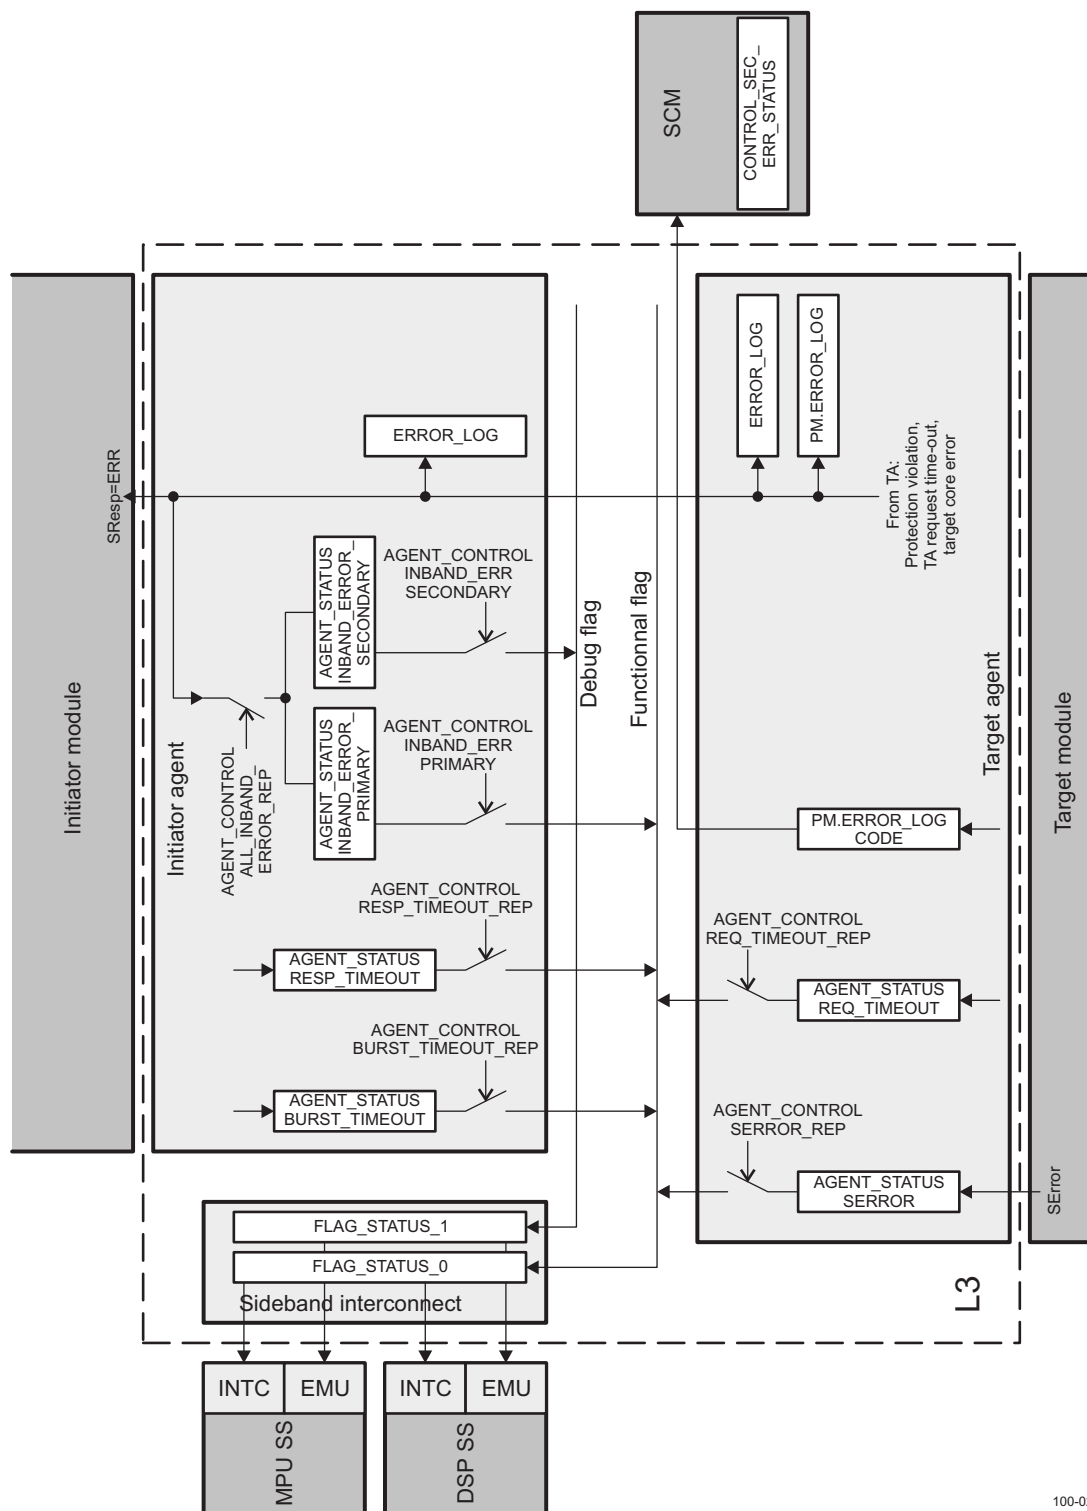 SCM
CONTROL_SEC_
ERR_STATUS
Initiator module
SResp=ERR
ERROR_LOG
ERROR_LOG
PM.ERROR_LOG
From TA:
Protection violation,
TA request time-out,
target core error
Initiator agent
AGENT_CONTROL
ALL_INBAND_
ERROR_REP
AGENT_STATUS
INBAND_ERROR_
SECONDARY
AGENT_CONTROL
INBAND_ERR
SECONDARY
AGENT_STATUS
INBAND_ERROR_
PRIMARY
AGENT_CONTROL
INBAND_ERR
PRIMARY
Debug flag
Functionnal flag
Target agent
Target module
PM.ERROR_LOG
CODE
AGENT_CONTROL
RESP_TIMEOUT_REP
AGENT_STATUS
RESP_TIMEOUT
AGENT_CONTROL
REQ_TIMEOUT_REP
AGENT_STATUS
REQ_TIMEOUT
AGENT_CONTROL
BURST_TIMEOUT_REP
AGENT_STATUS
BURST_TIMEOUT
AGENT_CONTROL
SERROR_REP
AGENT_STATUS
SERROR
SError
FLAG_STATUS_1
FLAG_STATUS_0
Sideband interconnect
L3
INTC
EMU
MPU SS
INTC
EMU
DSP SS